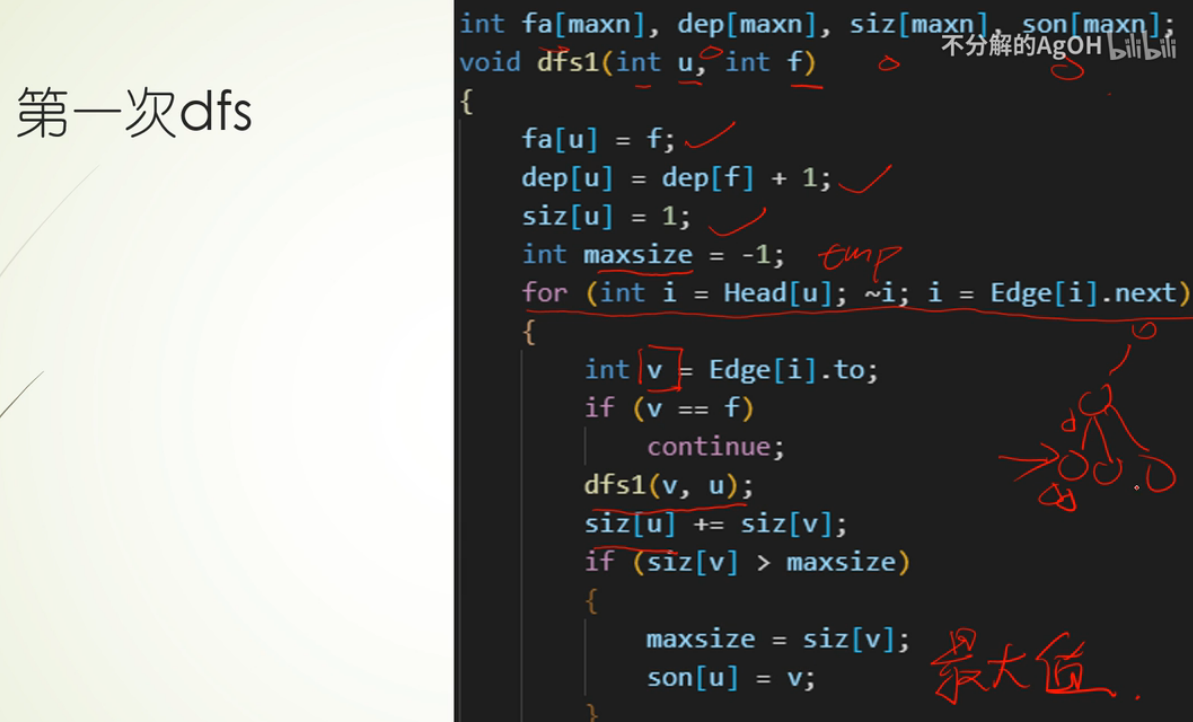 第一次dfs
int fa[maxn], dep[maxn], siz[maxn], son[maxn];
不分解的AgOH bilibili
void dfs1(int u, int f)
{
fa[u] = f;
dep[u] = dep[f] + 1;
siz[u] = 1;
int maxsize = -1; tmp
for (int i = Head[u]; ~i; i = Edge[i].next)
{
int v = Edge[i].to;
if (v == f)
continue;
dfs1(v, u);
siz[u] += siz[v];
if (siz[v] > maxsize)
{
maxsize = siz[v];
son[u] = v;
最大值.
}